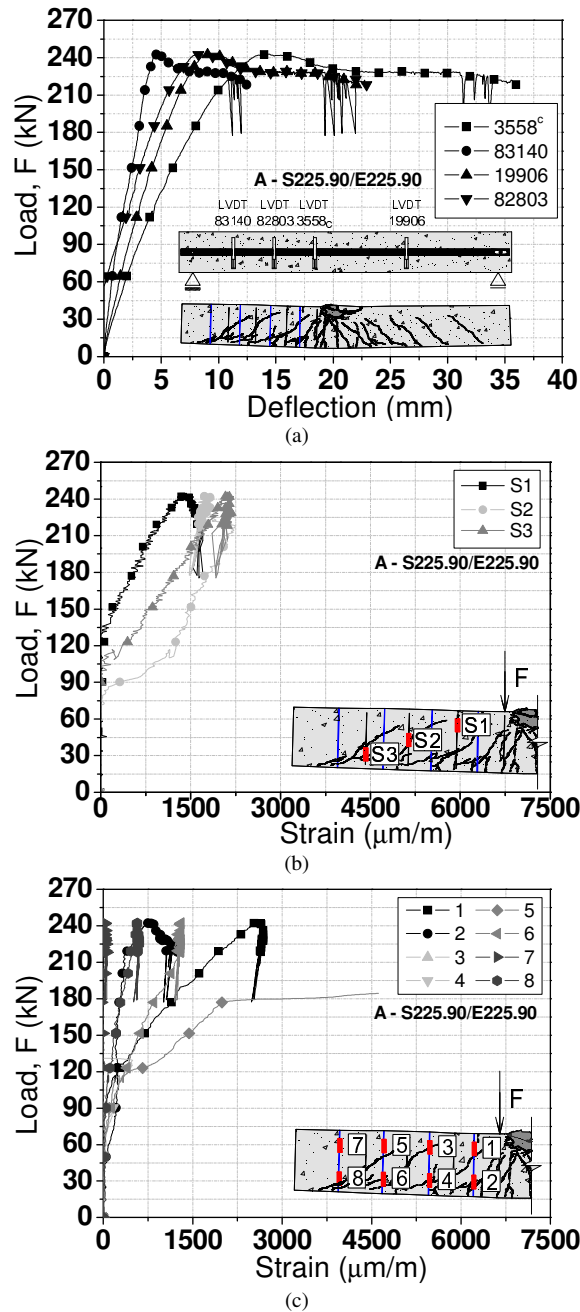 270
240
210
180
150
120
90
60
30
0
Load, F (kN)
3558c
83140
19906
82803
A - S225.90/E225.90
LVDT LVDT LVDT LVDT
83140 82803 3558c 19906
0 5 10 15 20 25 30 35 40
Deflection (mm)
(a)
270
240
210
180
150
120
90
60
30
0
Load, F (kN)
S1
S2
S3
A - S225.90/E225.90
F
S1
S2
S3
0 1500 3000 4500 6000 7500
Strain (μm/m)
(b)
270
240
210
180
150
120
90
60
30
0
Load, F (kN)
1 5
2 6
3 7
4 8
A - S225.90/E225.90
F
7 5 3 1
8 6 4 2
0 1500 3000 4500 6000 7500
Strain (μm/m)
(c)